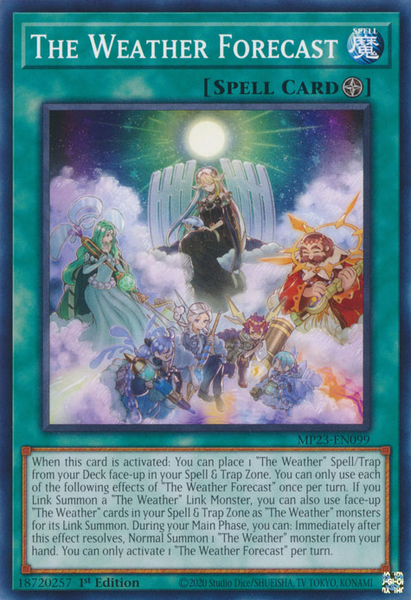 THE WEATHER FORECAST
SPELL
魔
[SPELL CARD]
MP23-EN099
When this card is activated: You can place 1 "The Weather" Spell/Trap
from your Deck face-up in your Spell & Trap Zone. You can only use each
of the following effects of "The Weather Forecast" once per turn. If you
Link Summon a "The Weather" Link Monster, you can also use face-up
"The Weather" cards in your Spell & Trap Zone as "The Weather" monsters
for its Link Summon. During your Main Phase, you can: Immediately after
this effect resolves, Normal Summon 1 "The Weather" monster from your
hand. You can only activate 1 "The Weather Forecast" per turn.
18720257 1st Edition ©2020 Studio Dice/SHUEISHA, TV TOKYO, KONAMI